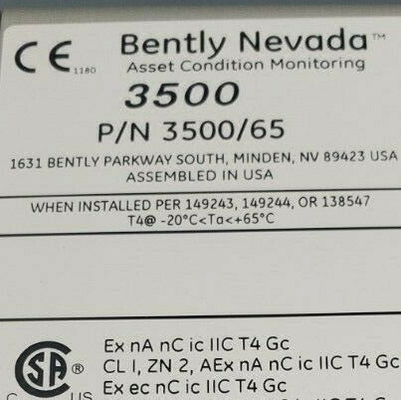 CE 1180
Bently Nevada™
Asset Condition Monitoring
3500
P/N 3500/65
1631 BENTLY PARKWAY SOUTH, MINDEN, NV 89423 USA
ASSEMBLED IN USA
WHEN INSTALLED PER 149243, 149244, OR 138547
T4@ -20°C<Ta<+65°C
Ex nA nC ic IIC T4 Gc
CL I, ZN 2, AEx nA nC ic IIC T4 Gc
Ex ec nC ic IIC T4 Gc
SA ®
C US